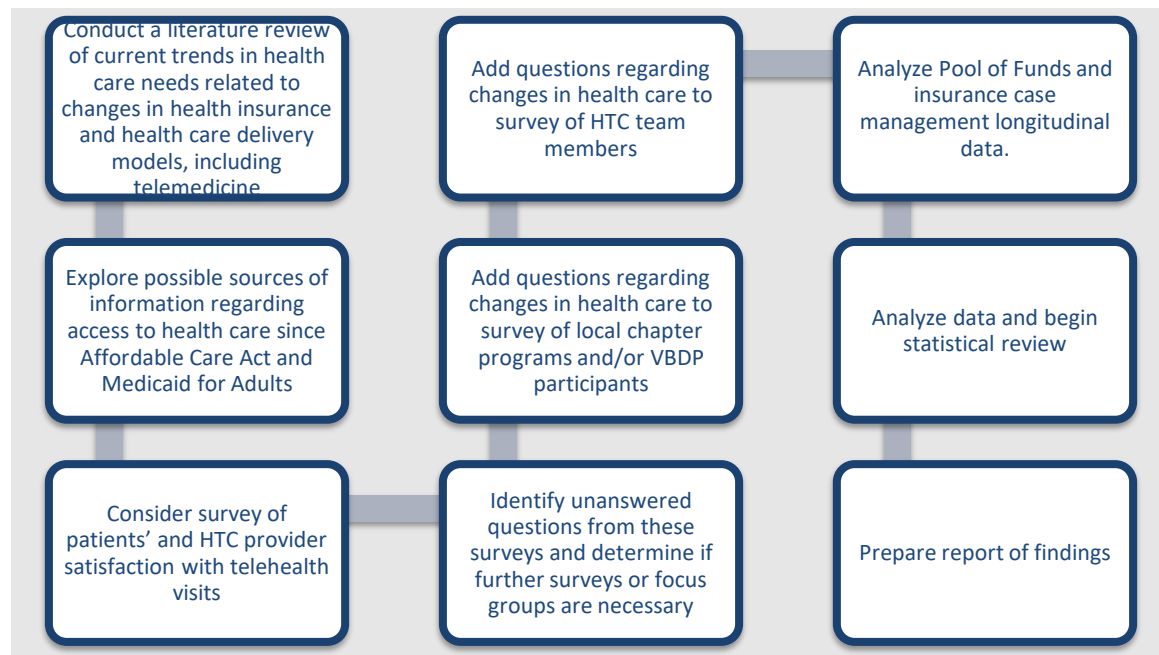 Conduct a literature review
of current trends in health
care needs related to
changes in health insurance
and health care delivery
models, including
telemedicine
Explore possible sources of
information regarding
access to health care since
Affordable Care Act and
Medicaid for Adults
Consider survey of
patients’ and HTC provider
satisfaction with telehealth
visits
Identify unanswered
questions from these
surveys and determine if
further surveys or focus
groups are necessary
Add questions regarding
changes in health care to
survey of local chapter
programs and/or VBDP
participants
Add questions regarding
changes in health care to
survey of HTC team
members
Analyze Pool of Funds and
insurance case
management longitudinal
data.
Analyze data and begin
statistical review
Prepare report of findings